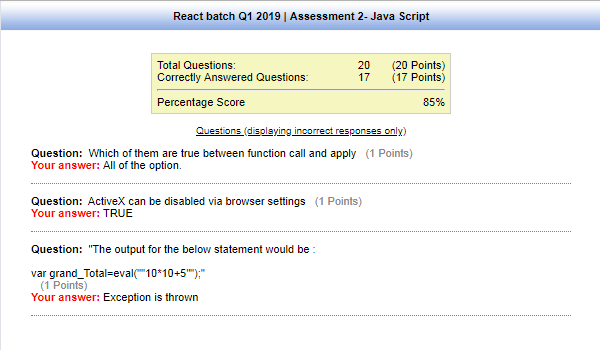 React batch Q1 2019 | Assessment 2- Java Script
Total Questions: 20 (20 Points)
Correctly Answered Questions: 17 (17 Points)
Percentage Score 85%
Questions (displaying incorrect responses only)
Question: Which of them are true between function call and apply (1 Points)
Your answer: All of the option.
Question: ActiveX can be disabled via browser settings (1 Points)
Your answer: TRUE
Question: "The output for the below statement would be :
var grand_Total=eval(""10*10+5"");"
(1 Points)
Your answer: Exception is thrown